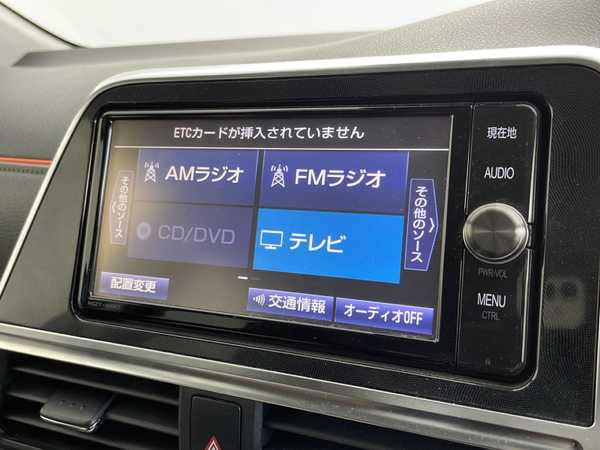 ETCカードが挿入されていません
AMラジオ
FMラジオ
その他のソース
CD/DVD
テレビ
その他のソース
配置変更
交通情報
オーディオOFF
現在地
AUDIO
PWR•VOL
MENU
CTRL